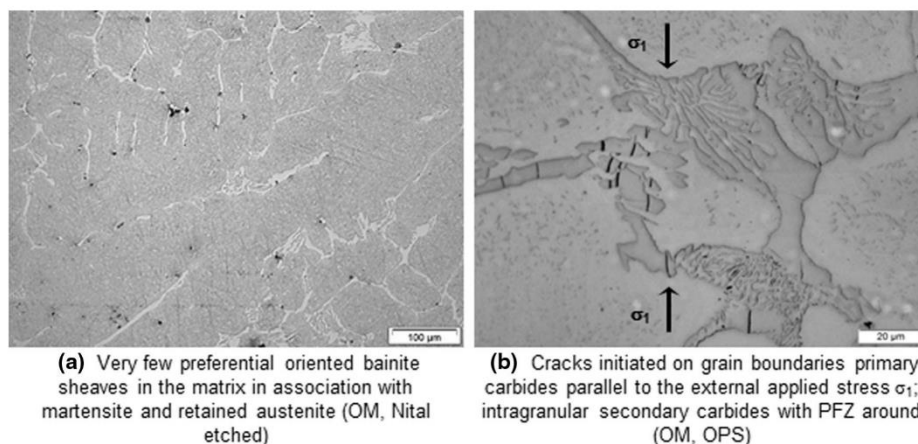 σ₁
σ₁
100 µm
20 µm
(a) Very few preferential oriented bainite
sheaves in the matrix in association with
martensite and retained austenite (OM, Nital
etched)
(b) Cracks initiated on grain boundaries primary
carbides parallel to the external applied stress σ₁;
intragranular secondary carbides with PFZ around
(OM, OPS)